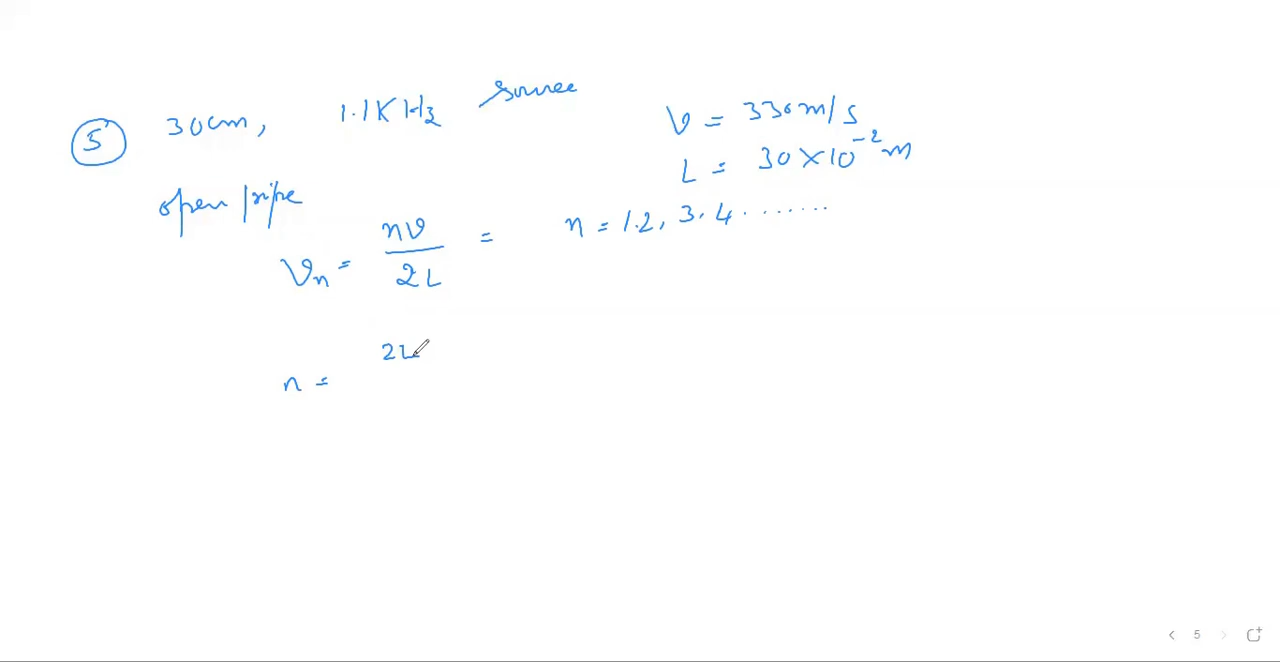 5 30cm, 1.1KHz source
V = 330m/s
L = 30×10⁻² m
open pipe
νn = nv/2L = n = 1.2, 3. 4 ........
n = 2L
5